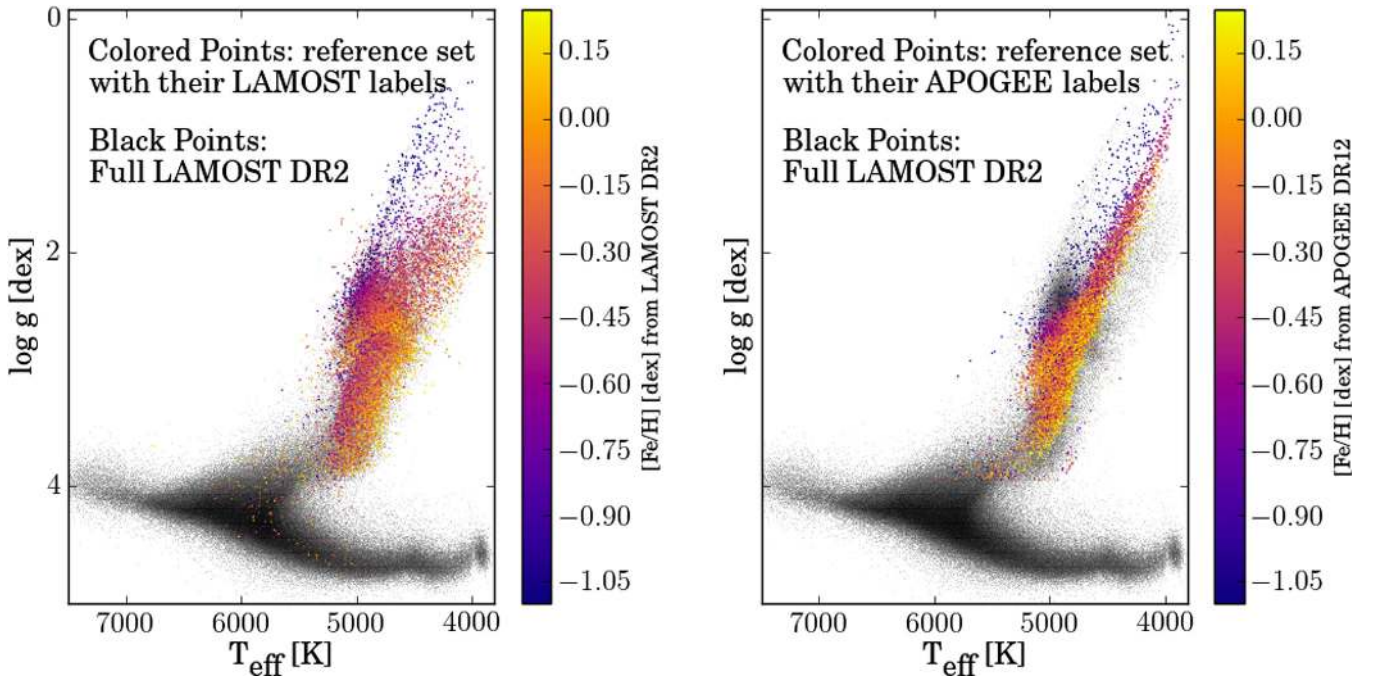 Colored Points: reference set
with their LAMOST labels
Black Points:
Full LAMOST DR2
0
2
4
log g [dex]
7000 6000 5000 4000
T_eff [K]
0.15
0.00
−0.15
−0.30
−0.45
−0.60
−0.75
−0.90
−1.05
[Fe/H] [dex] from LAMOST DR2
Colored Points: reference set
with their APOGEE labels
Black Points:
Full LAMOST DR2
0
2
4
log g [dex]
7000 6000 5000 4000
T_eff [K]
0.15
0.00
−0.15
−0.30
−0.45
−0.60
−0.75
−0.90
−1.05
[Fe/H] [dex] from APOGEE DR12